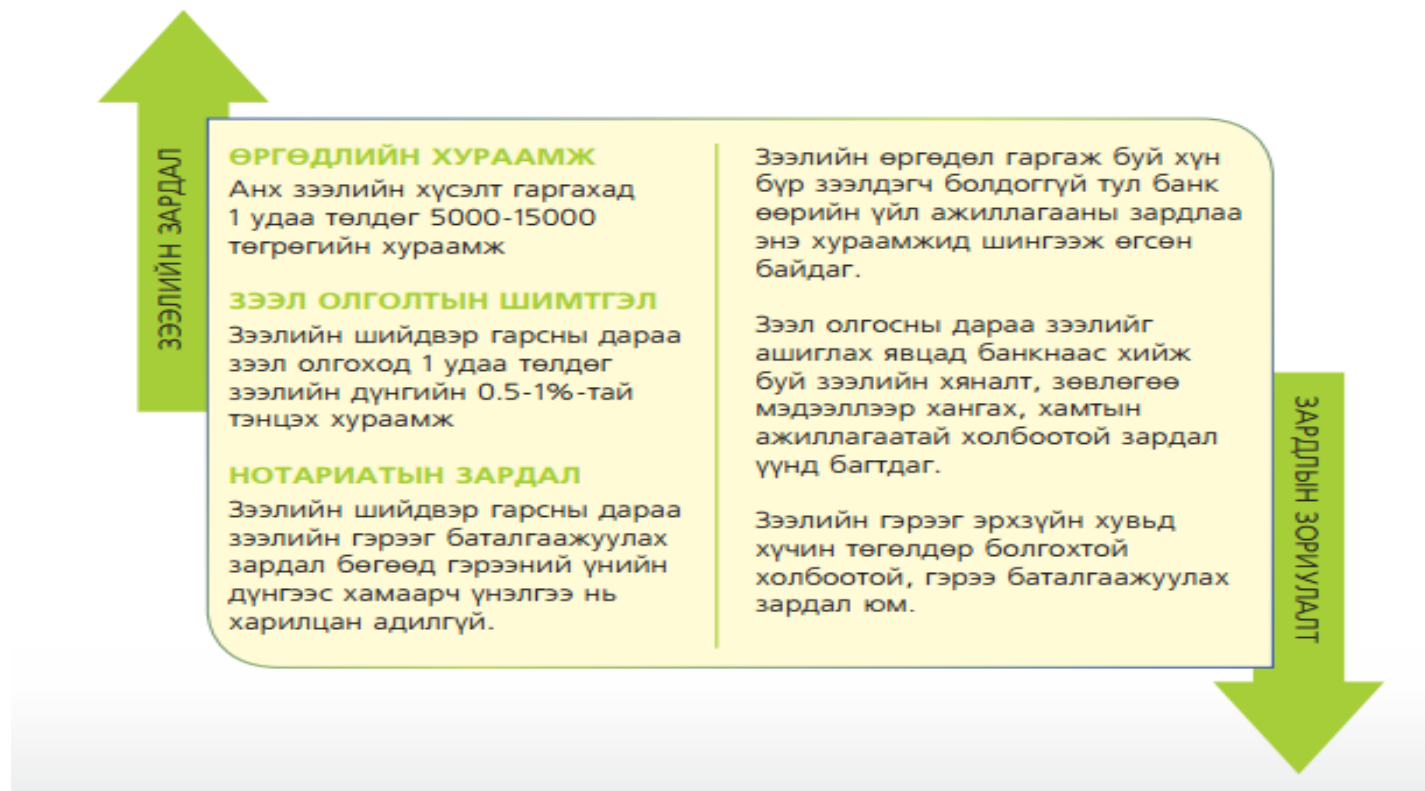 ЗЭЭЛИЙН ЗАРДАЛ
ӨРГӨДЛИЙН ХУРААМЖ
Анх зээлийн хүсэлт гаргахад
1 удаа төлдөг 5000-15000
төгрөгийн хураамж
ЗЭЭЛ ОЛГОЛТЫН ШИМТГЭЛ
Зээлийн шийдвэр гарсны дараа
зээл олгоход 1 удаа төлдөг
зээлийн дүнгийн 0.5-1%-тай
тэнцэх хураамж
НОТАРИАТЫН ЗАРДАЛ
Зээлийн шийдвэр гарсны дараа
зээлийн гэрээг баталгаажуулах
зардал бөгөөд гэрээний үнийн
дүнгээс хамаарч үнэлгээ нь
харилцан адилгүй.
Зээлийн өргөдөл гаргаж буй хүн
бүр зээлдэгч болдоггүй тул банк
өөрийн үйл ажиллагааны зардлаа
энэ хураамжид шингээж өгсөн
байдаг.
Зээл олгосны дараа зээлийг
ашиглах явцад банкнаас хийж
буй зээлийн хяналт, зөвлөгөө
мэдээллээр хангах, хамтын
ажиллагаатай холбоотой зардал
үүнд багтдаг.
Зээлийн гэрээг эрхзүйн хувьд
хүчин төгөлдөр болгохтой
холбоотой, гэрээ баталгаажуулах
зардал юм.
ЗАРДЛЫН ЗОРИУЛАЛТ